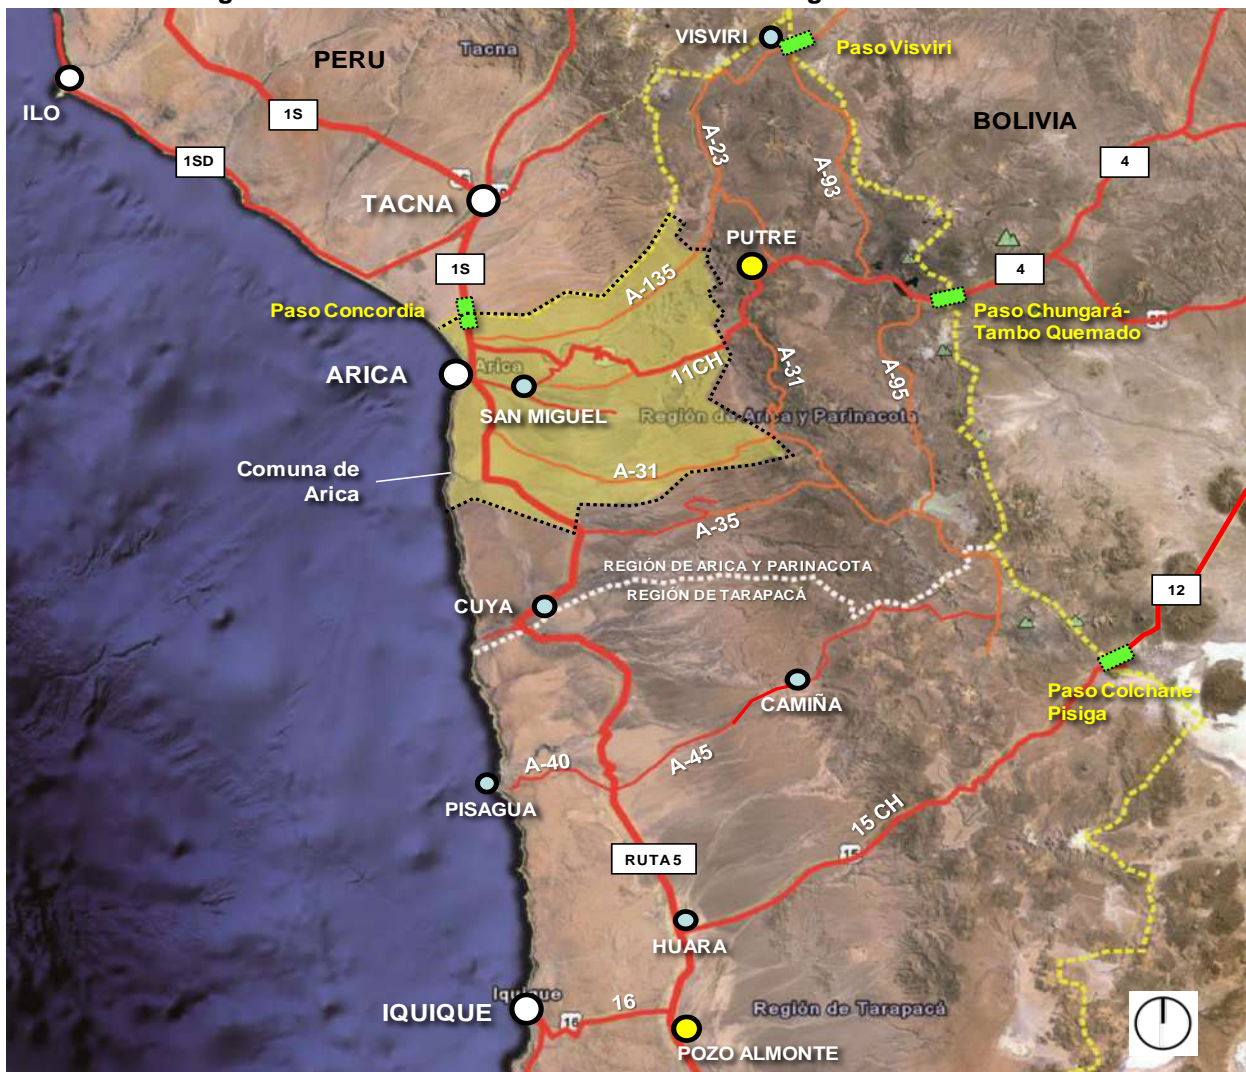 VISVIRI
Paso Visviri
PERU
Tacna
ILO
1S
BOLIVIA
1SD
A-23
A-93
4
TACNA
PUTRE
1S
A-135
4
Paso Concordia
Paso Chungará-
Tambo Quemado
ARICA
Arica
11CH
A-31
A-95
SAN MIGUEL
Región de Arica y Parinacota
Comuna de
Arica
A-31
A-35
REGIÓN DE ARICA Y PARINACOTA
REGIÓN DE TARAPACÁ
12
CUYA
Paso Colchane-
Pisiga
CAMIÑA
A-40
A-45
PISAGUA
15 CH
RUTA 5
15
HUARA
Iquique
IQUIQUE
16
16
Región de Tarapacá
POZO ALMONTE